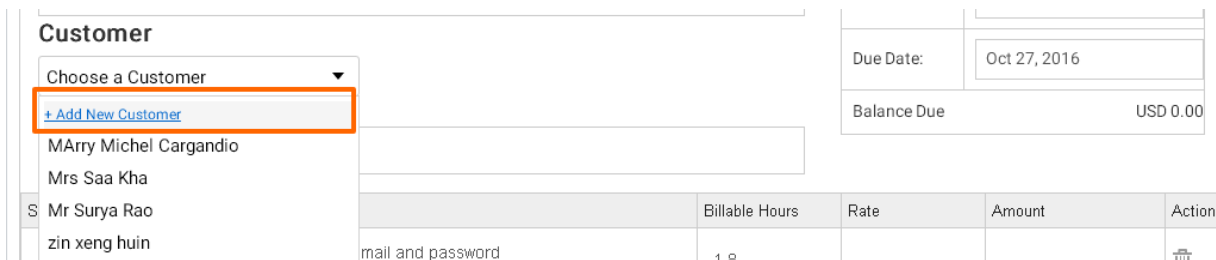 Customer
Choose a Customer
+ Add New Customer
MArry Michel Cargandio
Mrs Saa Kha
Mr Surya Rao
zin xeng huin
Due Date: Oct 27, 2016
Balance Due USD 0.00
S Billable Hours Rate Amount Action
mail and password